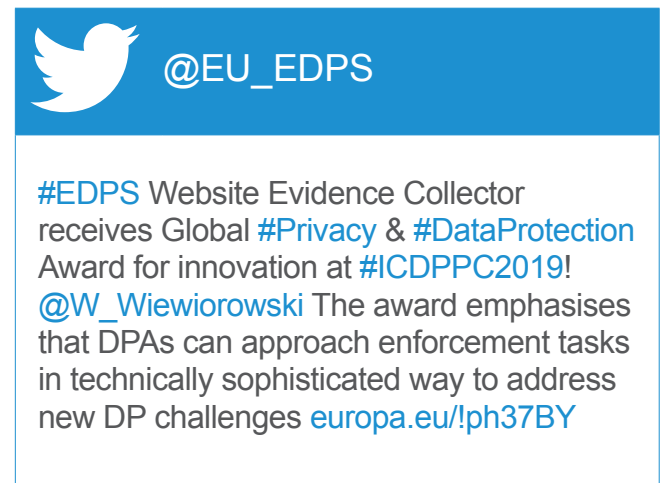 @EU_EDPS
#EDPS Website Evidence Collector
receives Global #Privacy & #DataProtection
Award for innovation at #ICDPPC2019!
@W_Wiewiorowski The award emphasises
that DPAs can approach enforcement tasks
in technically sophisticated way to address
new DP challenges europa.eu/!ph37BY